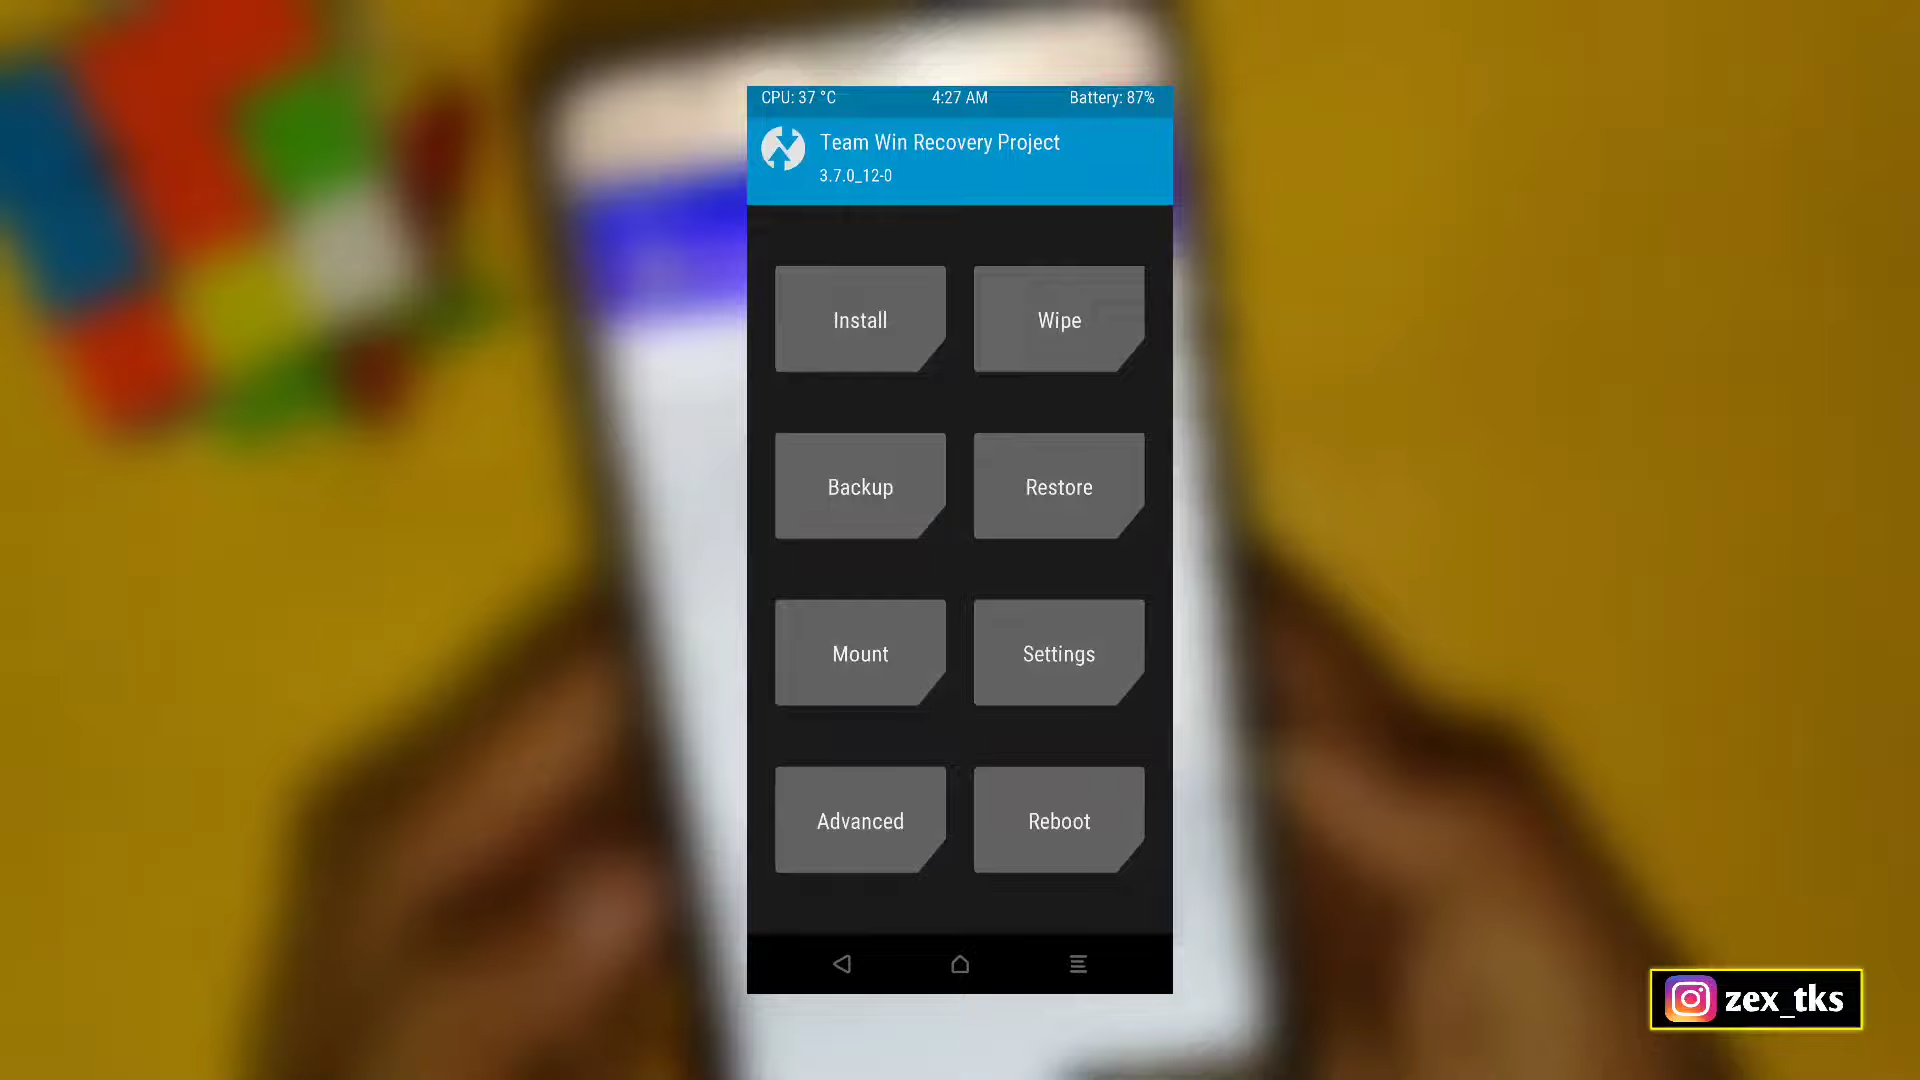 CPU: 37 °C 4:27 AM Battery: 87%
Team Win Recovery Project
3.7.0_12-0
Install Wipe
Backup Restore
Mount Settings
Advanced Reboot
zex_tks